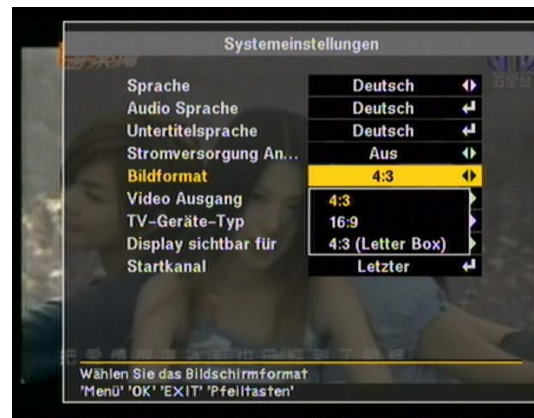 Systemeinstellungen
Sprache Deutsch
Audio Sprache Deutsch
Untertitelsprache Deutsch
Stromversorgung An... Aus
Bildformat 4:3
Video Ausgang 4:3
TV-Geräte-Typ 16:9
Display sichtbar für 4:3 (Letter Box)
Startkanal Letzter
Wählen Sie das Bildschirmformat
'Menü' 'OK' 'EXIT' 'Pfeiltasten'